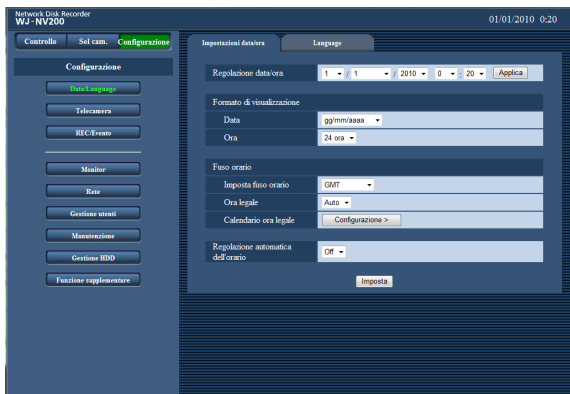 Network Disk Recorder
WJ-NV200
01/01/2010 0:20
Controllo Sel cam. Configurazione
Impostazioni data/ora Language
Configurazione
Data/Language
Telecamera
REC/Evento
Monitor
Rete
Gestione utenti
Manutenzione
Gestione HDD
Funzione supplementare
Regolazione data/ora 1 / 1 / 2010 0 : 20 Applica
Formato di visualizzazione
Data gg/mm/aaaa
Ora 24 ora
Fuso orario
Imposta fuso orario GMT
Ora legale Auto
Calendario ora legale Configurazione >
Regolazione automatica
dell'orario Off
Imposta